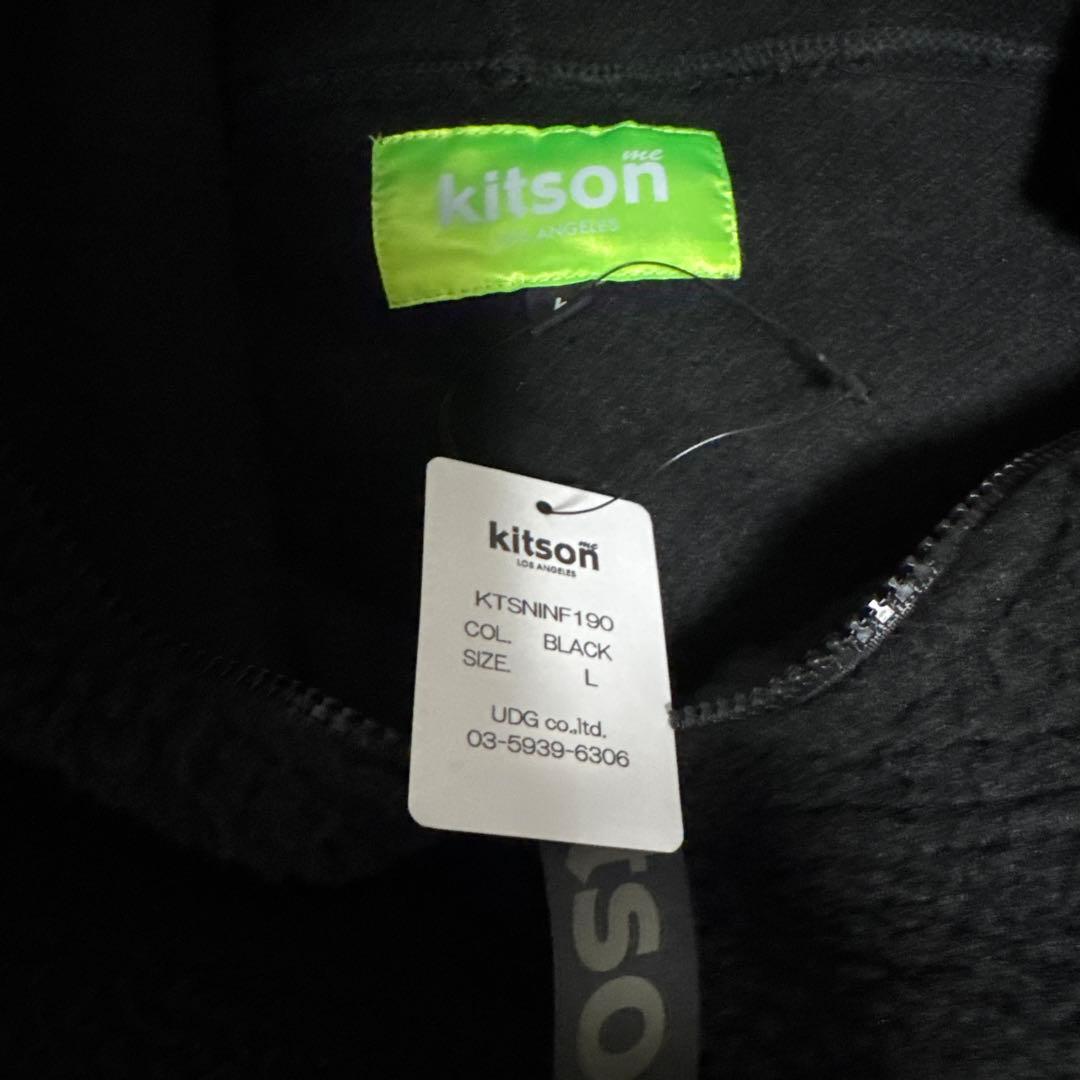 kitson me
LOS ANGELES
L
kitson me
LOS ANGELES
KTSNINF190
COL. BLACK
SIZE. L
UDG co.,ltd.
03-5939-6306